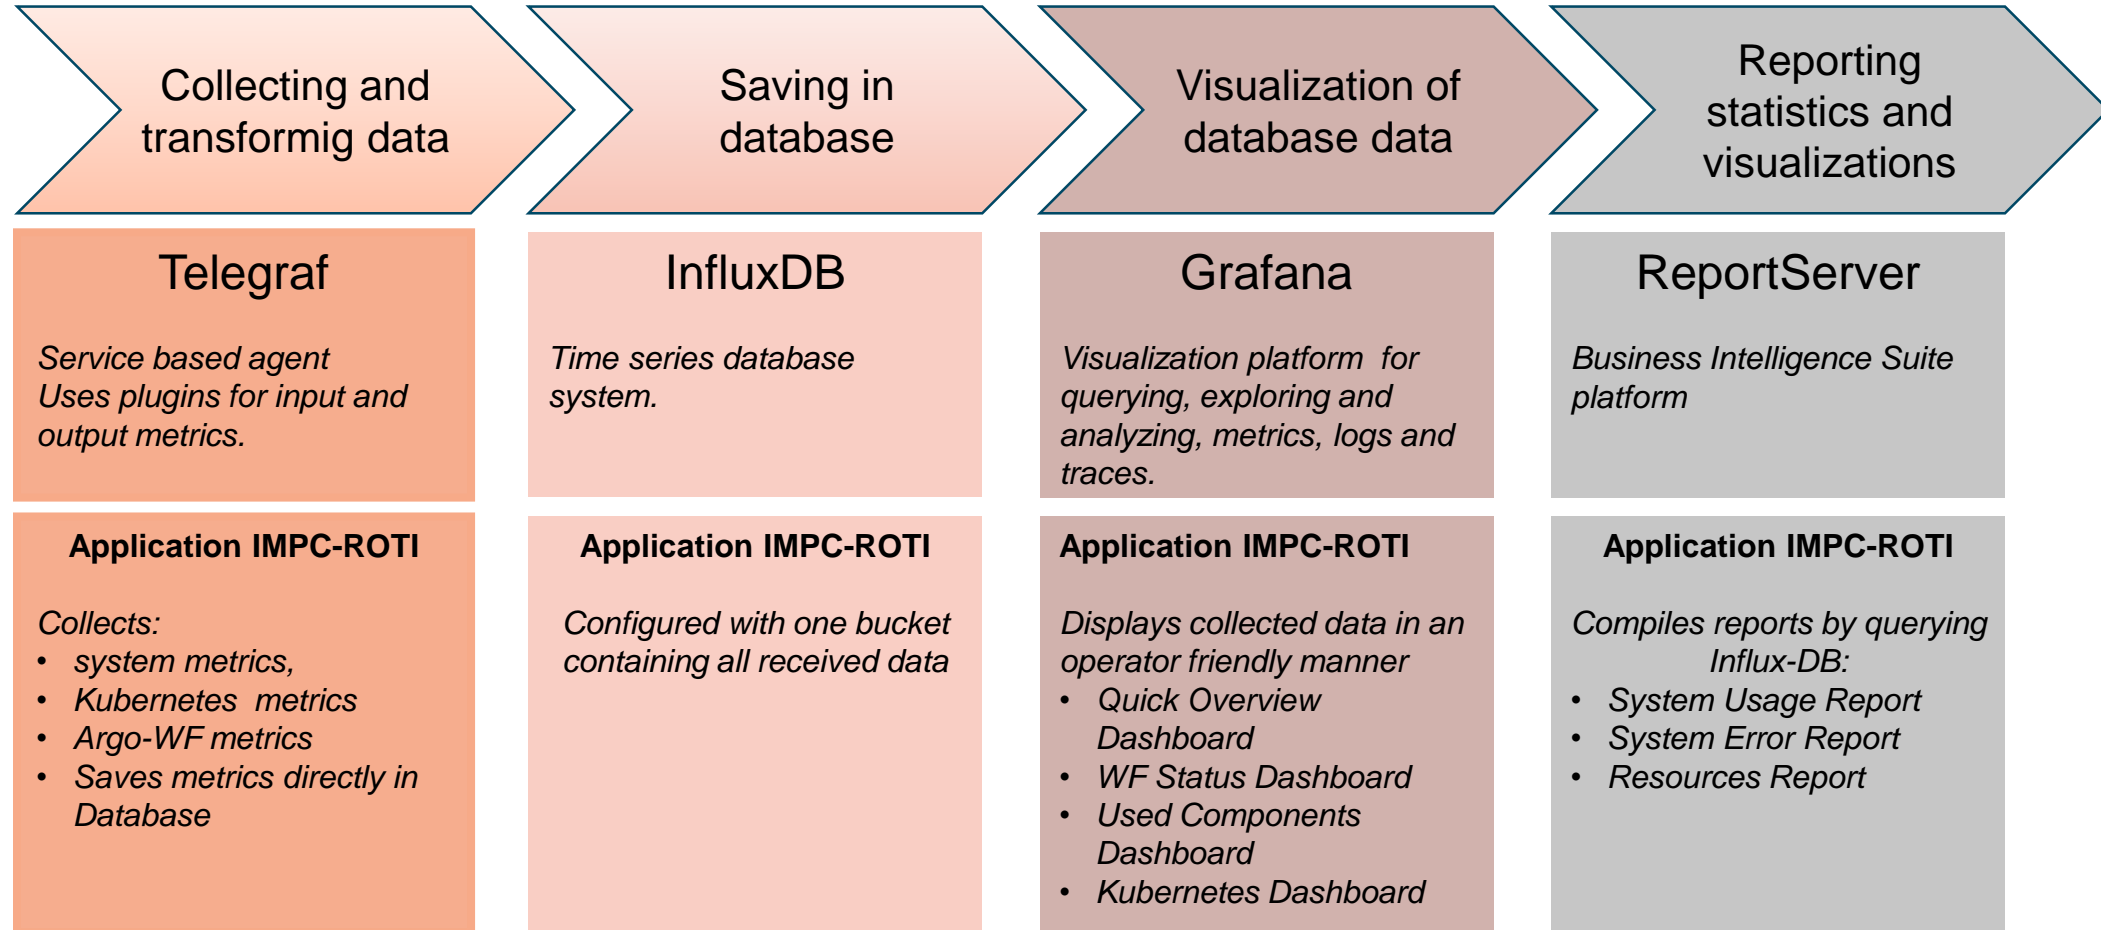 Collecting and
transformig data
Saving in
database
Visualization of
database data
Reporting
statistics and
visualizations
Telegraf
Service based agent
Uses plugins for input and
output metrics.
InfluxDB
Time series database
system.
Grafana
Visualization platform  for
querying, exploring and
analyzing, metrics, logs and
traces.
ReportServer
Business Intelligence Suite
platform
Application IMPC-ROTI
Collects:
• system metrics,
• Kubernetes  metrics
• Argo-WF metrics
• Saves metrics directly in
Database
Application IMPC-ROTI
Configured with one bucket
containing all received data
Application IMPC-ROTI
Displays collected data in an
operator friendly manner
• Quick Overview
Dashboard
• WF Status Dashboard
• Used Components
Dashboard
• Kubernetes Dashboard
Application IMPC-ROTI
Compiles reports by querying
Influx-DB:
• System Usage Report
• System Error Report
• Resources Report